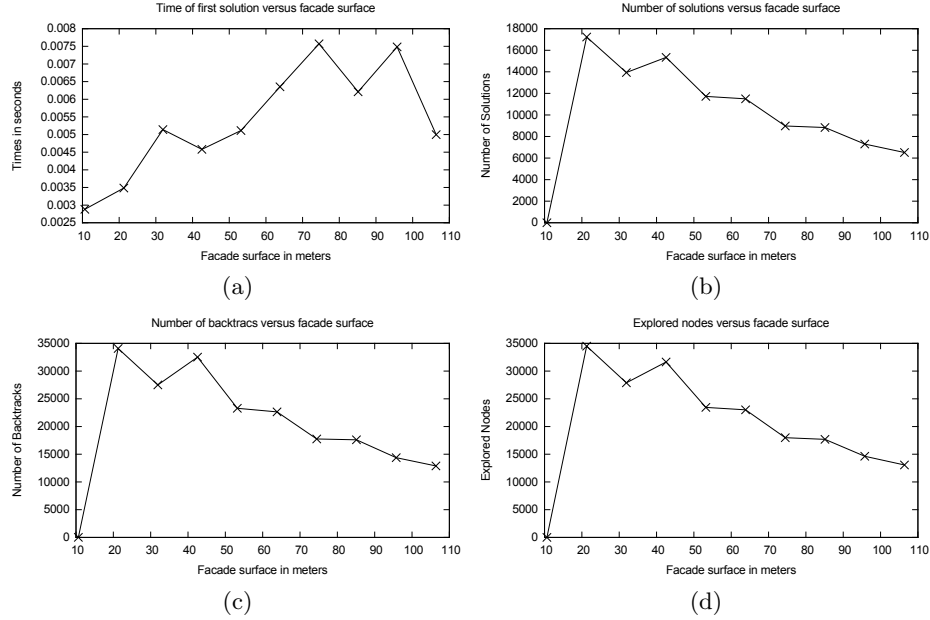 Time of first solution versus facade surface
0.008
0.0075
0.007
0.0065
0.006
0.0055
0.005
0.0045
0.004
0.0035
0.003
0.0025
Times in seconds
10 20 30 40 50 60 70 80 90 100 110
Facade surface in meters
(a)
Number of solutions versus facade surface
18000
16000
14000
12000
10000
8000
6000
4000
2000
0
Number of Solutions
10 20 30 40 50 60 70 80 90 100 110
Facade surface in meters
(b)
Number of backtracs versus facade surface
35000
30000
25000
20000
15000
10000
5000
0
Number of Backtracks
10 20 30 40 50 60 70 80 90 100 110
Facade surface in meters
(c)
Explored nodes versus facade surface
35000
30000
25000
20000
15000
10000
5000
0
Explored Nodes
10 20 30 40 50 60 70 80 90 100 110
Facade surface in meters
(d)